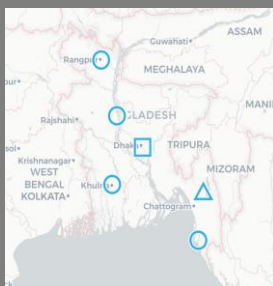 ASSAM
Guwahati
Rangpur
MEGHALAYA
Rajshahi
GLADESH
MANI
Dhaka
TRIPURA
Krishnanagar
MIZORAM
WEST
BENGAL
KOLKATA
Khulna
Chattogram